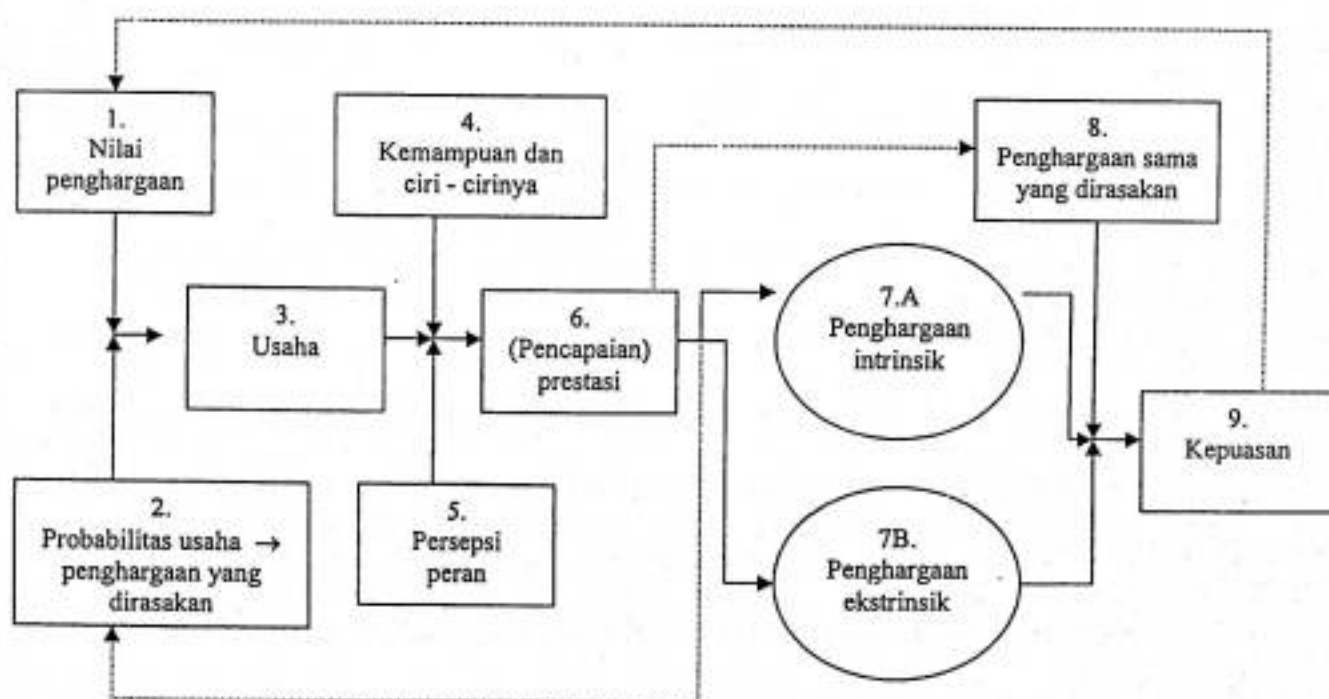 1.
Nilai
penghargaan
4.
Kemampuan dan
ciri - cirinya
8.
Penghargaan sama
yang dirasakan
3.
Usaha
6.
(Pencapaian)
prestasi
7.A
Penghargaan
intrinsik
9.
Kepuasan
2.
Probabilitas usaha →
penghargaan yang
dirasakan
5.
Persepsi
peran
7B.
Penghargaan
ekstrinsik